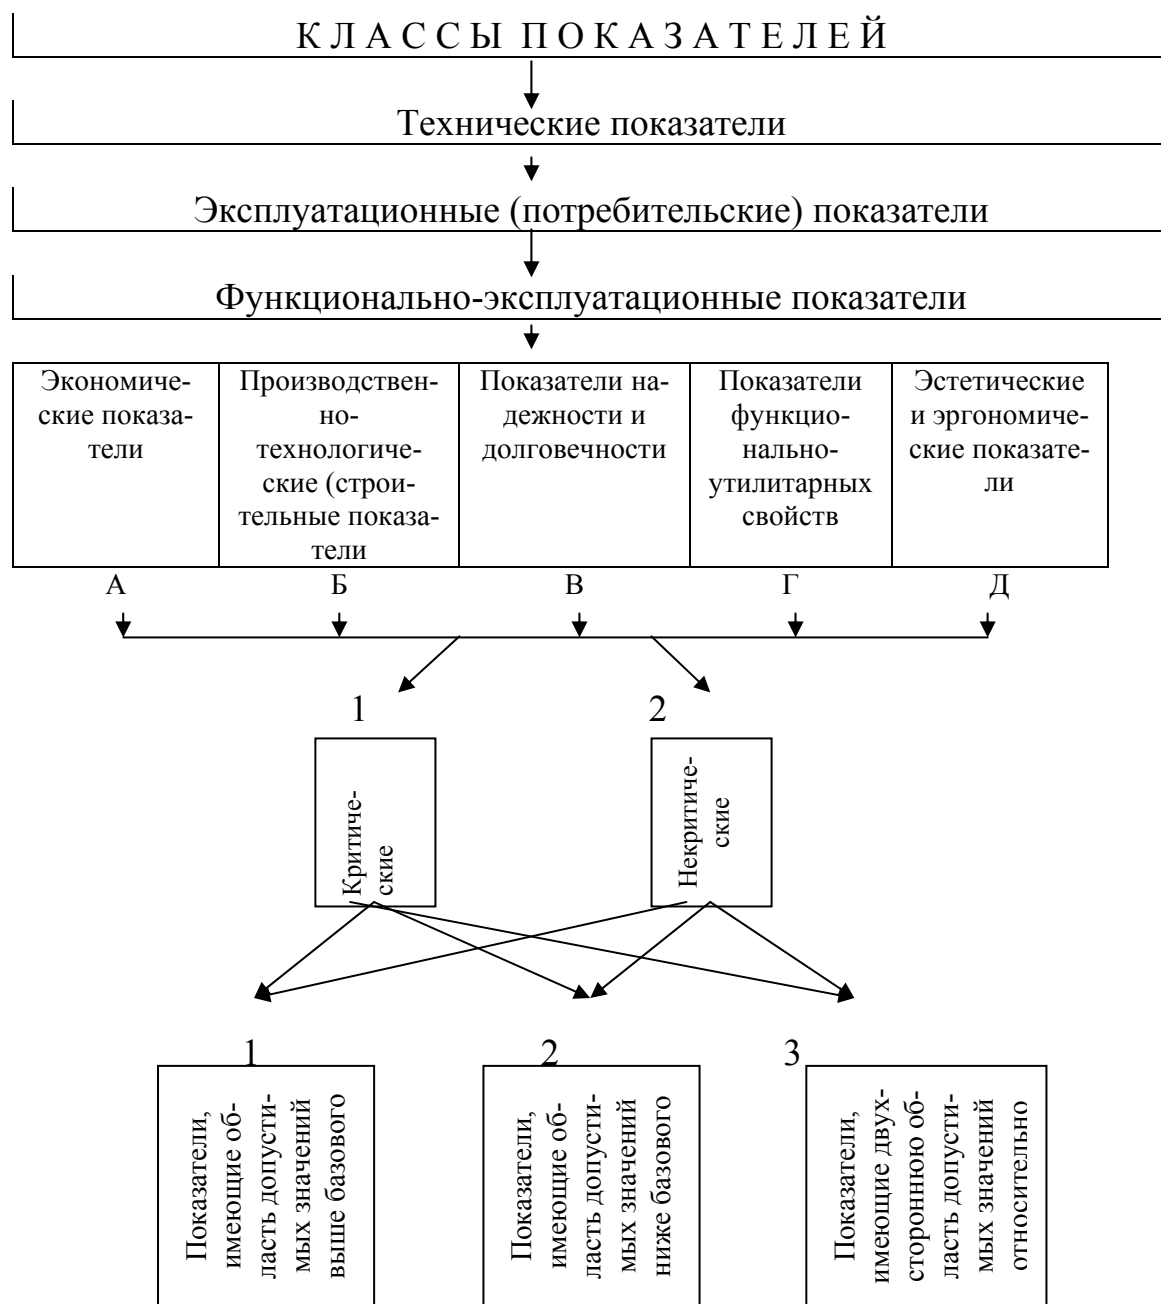 К Л А С С Ы П О К А З А Т Е Л Е Й
Технические показатели
Эксплуатационные (потребительские) показатели
Функционально-эксплуатационные показатели
Экономиче-
ские показа-
тели
Производствен-
но-
технологиче-
ские (строи-
тельные показа-
тели
Показатели на-
дежности и
долговечности
Показатели
функцио-
нально-
утилитарных
свойств
Эстетические
и эргономиче-
ские показате-
ли
А Б В Г Д
1 2
Критиче-
ские
Некритиче-
ские
1 2 3
Показатели,
имеющие об-
ласть допусти-
мых значений
выше базового
Показатели,
имеющие об-
ласть допусти-
мых значений
ниже базового
Показатели,
имеющие двух-
стороннюю об-
ласть допусти-
мых значений
относительно